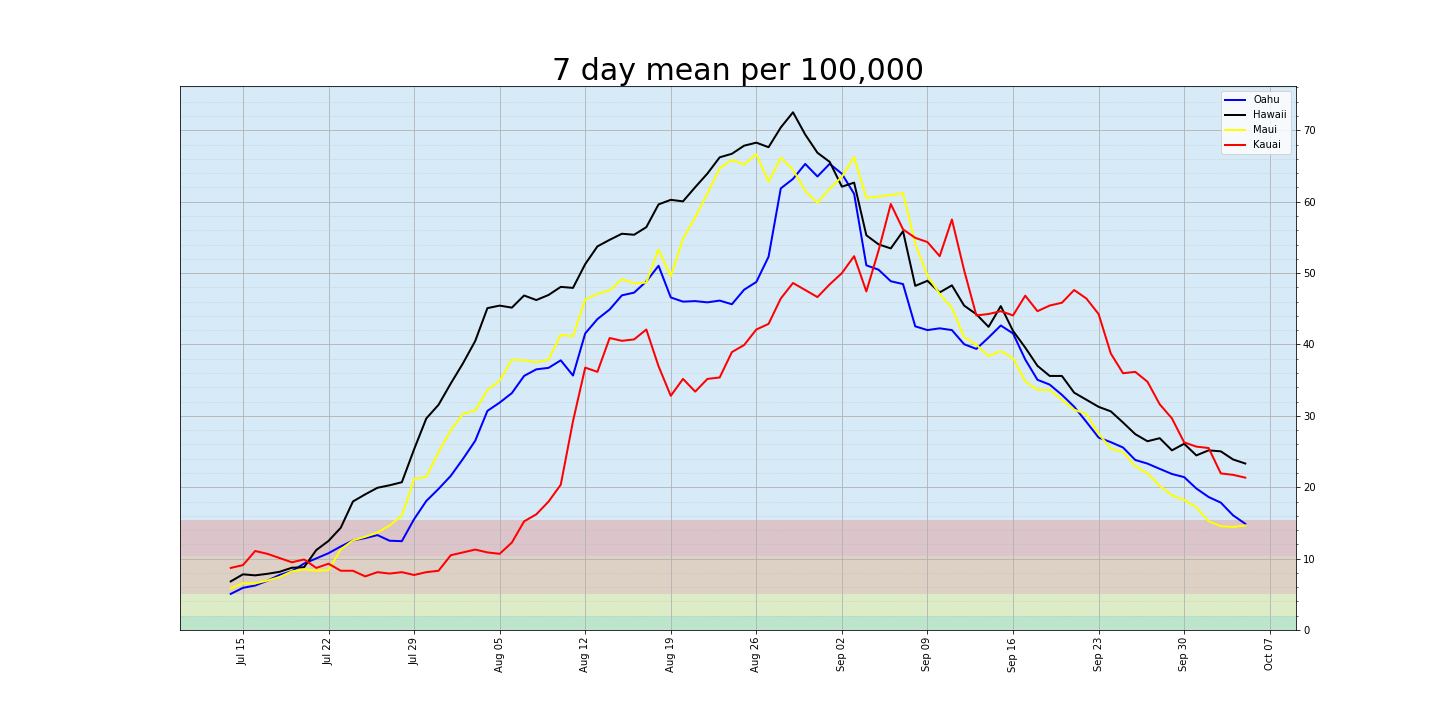 7 day mean per 100,000
Oahu
Hawaii
Maui
Kauai
70
60
50
40
30
20
10
0
Jul 15
Jul 22
Jul 29
Aug 05
Aug 12
Aug 19
Aug 26
Sep 02
Sep 09
Sep 16
Sep 23
Sep 30
Oct 07